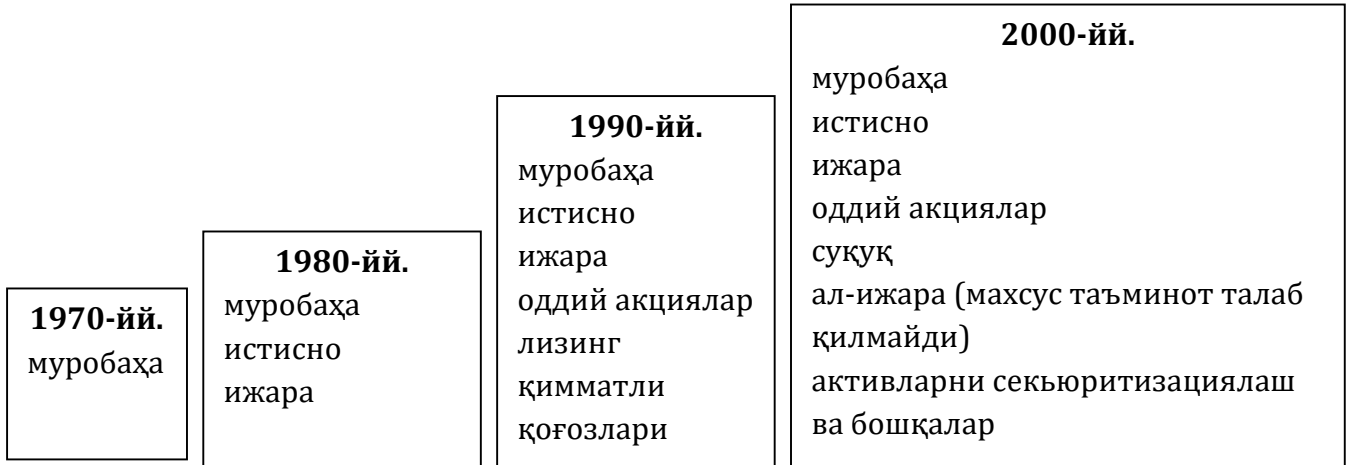 1970-йй.
муробаҳа
1980-йй.
муробаҳа
истисно
ижара
1990-йй.
муробаҳа
истисно
ижара
оддий акциялар
лизинг
қимматли
қоғозлари
2000-йй.
муробаҳа
истисно
ижара
оддий акциялар
суқуқ
ал-ижара (махсус таъминот талаб
қилмайди)
активларни секьюритизациялаш
ва бошқалар